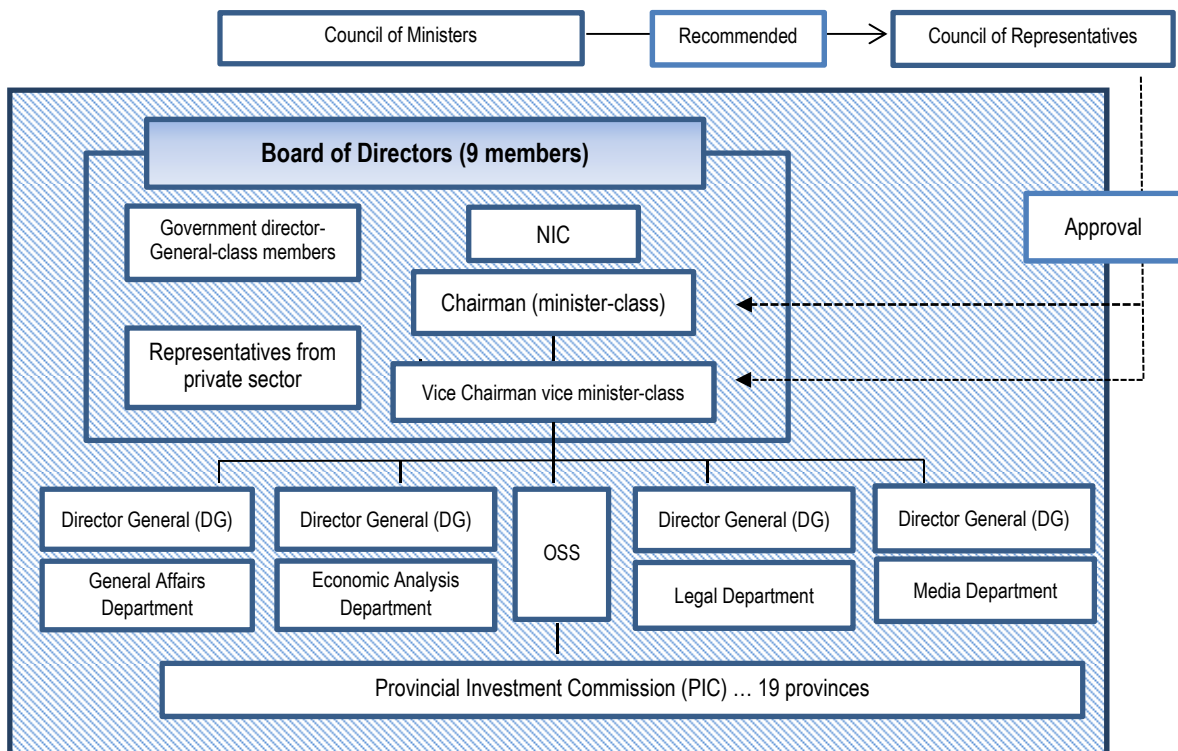 Council of Ministers
Recommended
Council of Representatives
Board of Directors (9 members)
Government director-
General-class members
NIC
Approval
Chairman (minister-class)
Representatives from
private sector
Vice Chairman vice minister-class
Director General (DG)
Director General (DG)
OSS
Director General (DG)
Director General (DG)
General Affairs
Department
Economic Analysis
Department
Legal Department
Media Department
Provincial Investment Commission (PIC) … 19 provinces